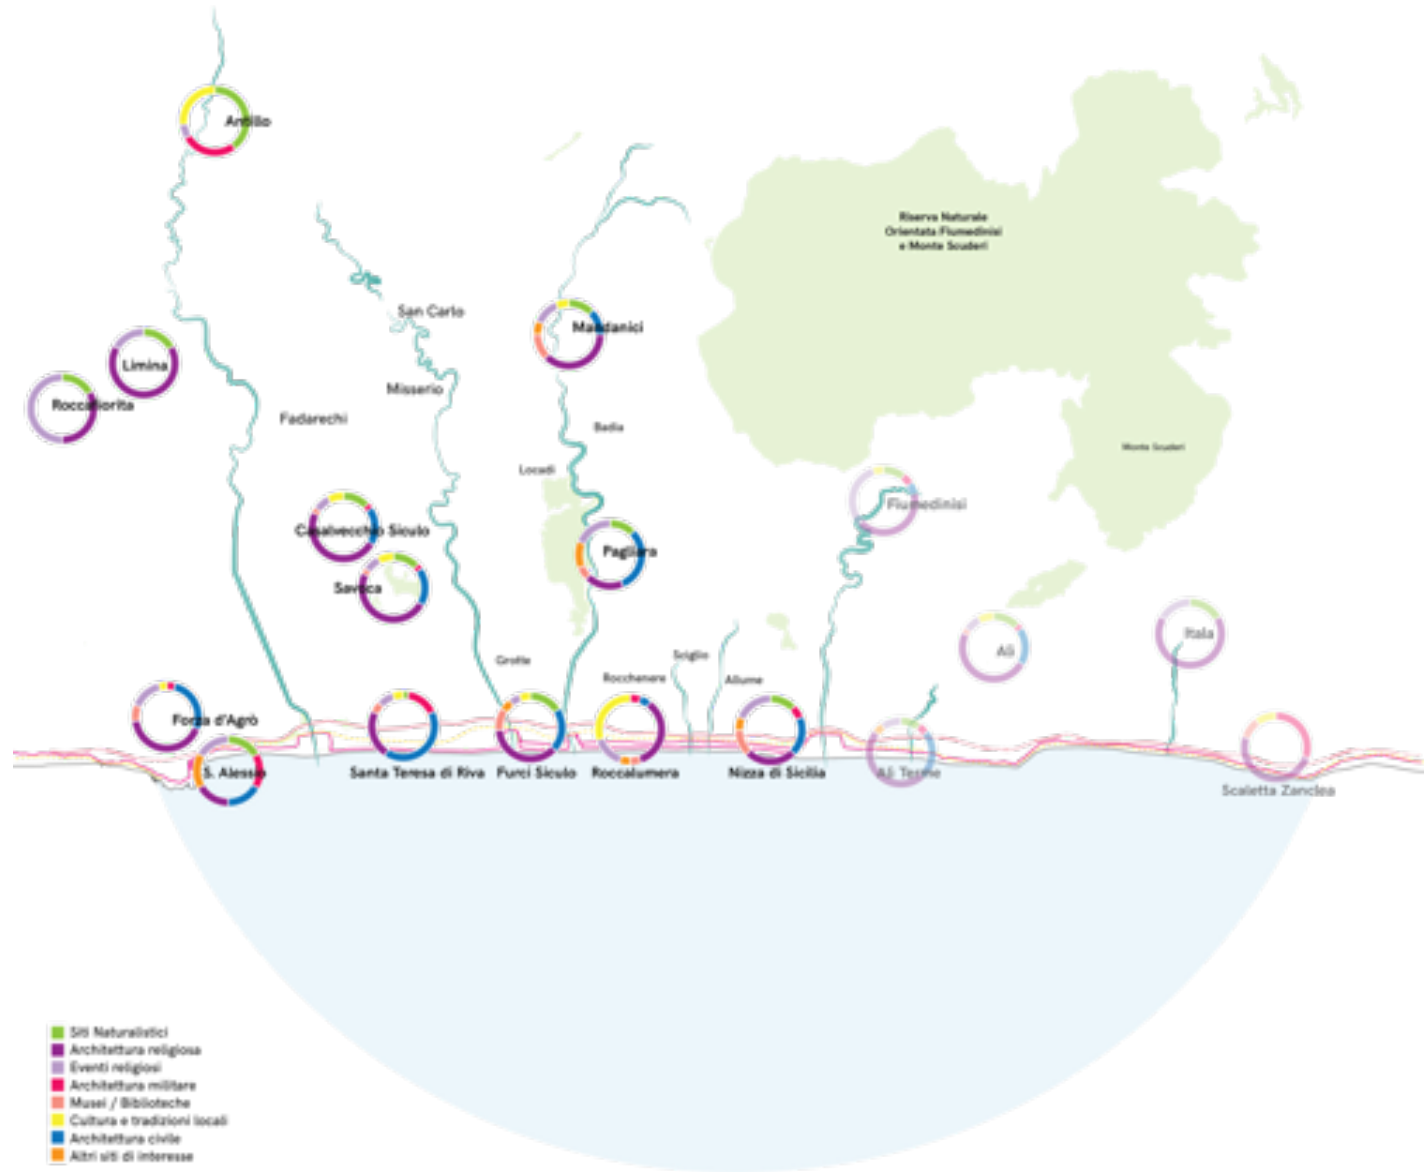 Antillo
Riserva Naturale
Orientata Fiumedinisi
e Monte Scuderi
San Carlo
Mandanici
Limina
Misserio
Roccafiorita
Fadarechi
Badia
Monte Scuderi
Locadi
Fiumedinisi
Casalvecchio Siculo
Pagliara
Savoca
Itala
Alì
Grotte
Sciglio
Rocchenere
Allume
Forza d'Agrò
S. Alessio
Santa Teresa di Riva
Furci Siculo
Roccalumera
Nizza di Sicilia
Alì Terme
Scaletta Zanclea
Siti Naturalistici
Architettura religiosa
Eventi religiosi
Architettura militare
Musei / Biblioteche
Cultura e tradizioni locali
Architettura civile
Altri siti di interesse